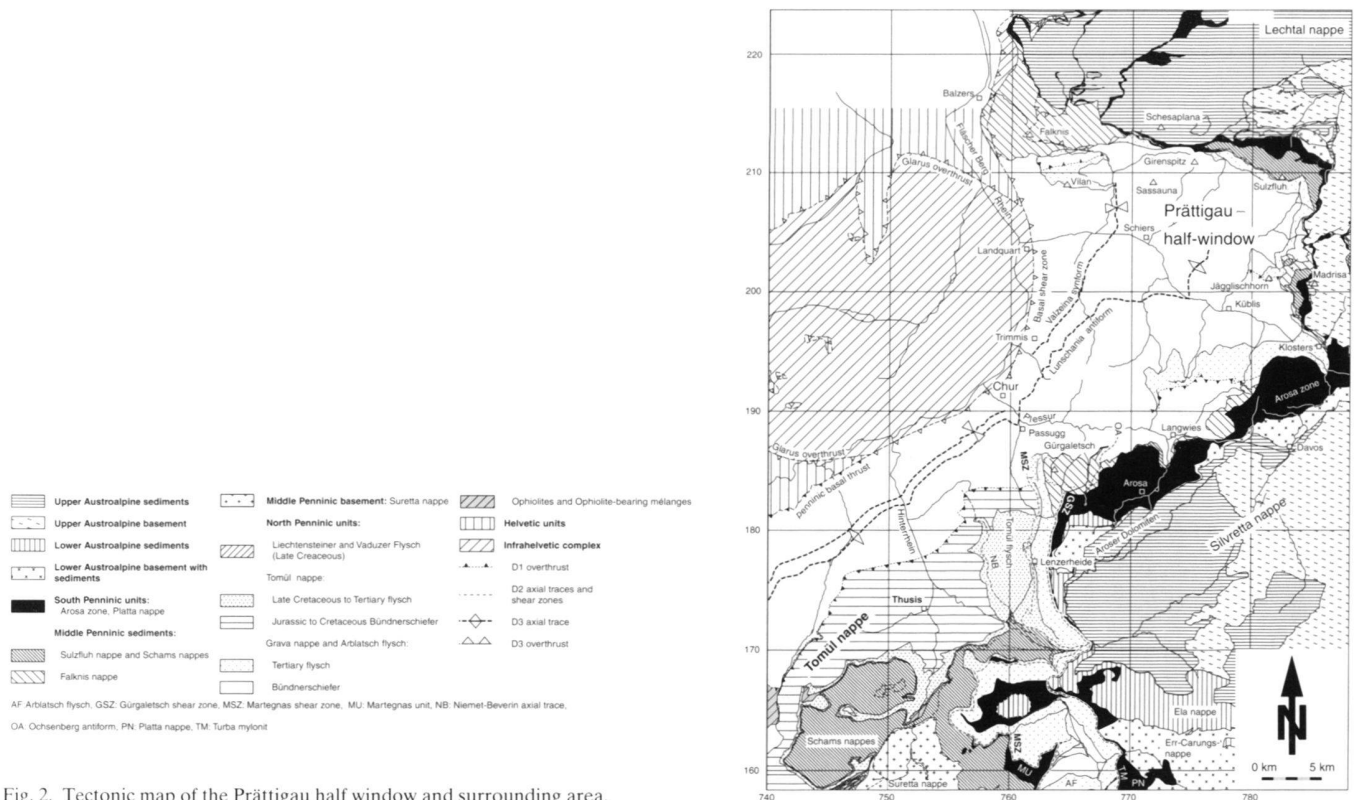 Upper Austroalpine sediments
Upper Austroalpine basement
Lower Austroalpine sediments
Lower Austroalpine basement with
sediments
South Penninic units:
Arosa zone, Platta nappe
Middle Penninic sediments:
Sulzfluh nappe and Schams nappes
Falknis nappe
Middle Penninic basement: Suretta nappe
North Penninic units:
Liechtensteiner and Vaduzer Flysch
(Late Creaceous)
Tomül nappe:
Late Cretaceous to Tertiary flysch
Jurassic to Cretaceous Bündnerschiefer
Grava nappe and Arblatsch flysch:
Tertiary flysch
Bündnerschiefer
Ophiolites and Ophiolite-bearing mélanges
Helvetic units
Infrahelvetic complex
D1 overthrust
D2 axial traces and
shear zones
D3 axial trace
D3 overthrust
AF Arblatsch flysch, GSZ: Gürgaletsch shear zone, MSZ: Martegnas shear zone, MU: Martegnas unit, NB: Niemet-Beverin axial trace,
OA: Ochsenberg antiform, PN: Platta nappe, TM: Turba mylonit
Fig. 2. Tectonic map of the Prättigau half window and surrounding area.
220
210
200
190
180
170
160
740
750
760
770
780
Lechtal nappe
Balzers
Schesaplana
Falknis
Fläscher Berg
Glarus overthrust
Girenspitz
Vilan
Sassauna
Sulzfluh
Rhein
Prättigau –
half-window
Schiers
Landquart
Basal shear zone
Valzeina synform
Madrisa
Jägglischhorn
Küblis
Lunschania antiform
Trimmis
Klosters
Chur
Arosa zone
Plessur
Passugg
Langwies
OA
Gürgaletsch
Davos
Glarus overthrust
MSZ
Penninic basal thrust
Arosa
GSZ
Hinterrhein
Tomül flysch
NB
Aroser Dolomiten
Silvretta nappe
Lenzerheide
Thusis
Tomül nappe
Ela nappe
Schams nappes
Err-Carungs-
nappe
MSZ
MU
TM
PN
AF
Suretta nappe
N
0 km 5 km